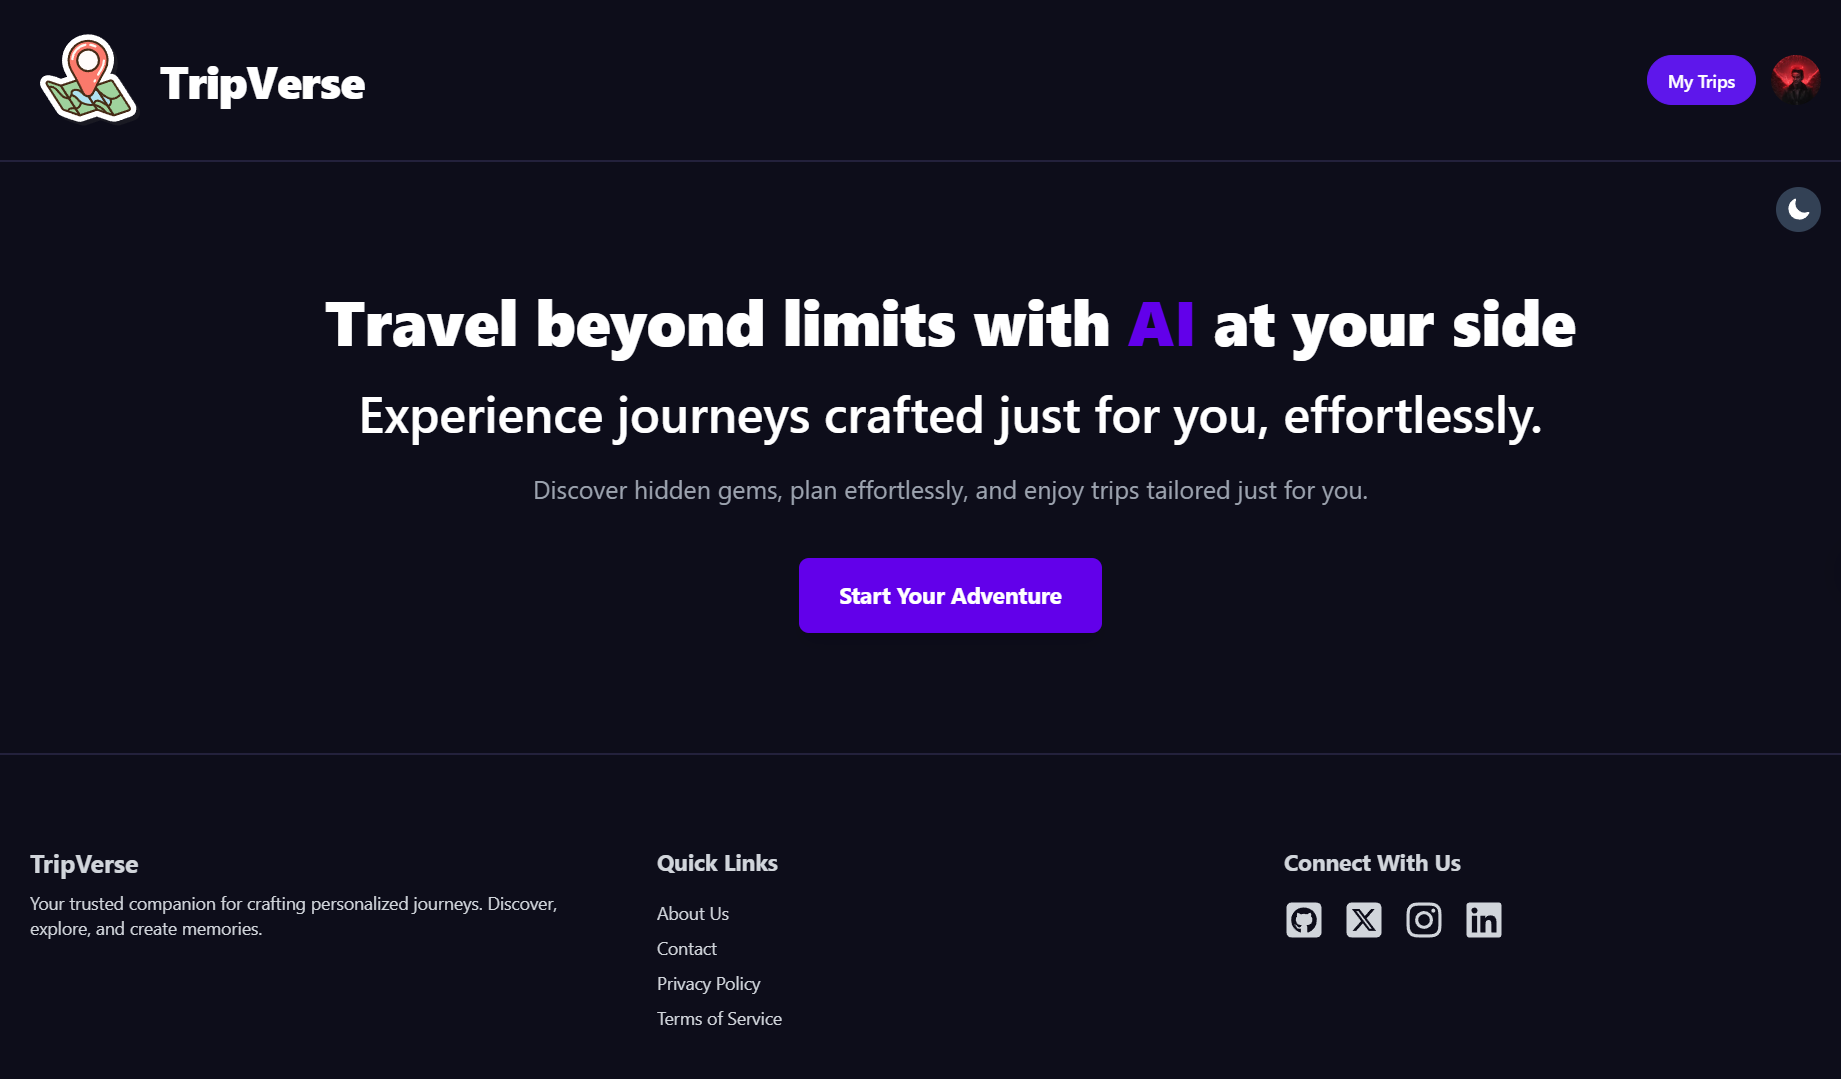 TripVerse
My Trips
Travel beyond limits with AI at your side
Experience journeys crafted just for you, effortlessly.
Discover hidden gems, plan effortlessly, and enjoy trips tailored just for you.
Start Your Adventure
TripVerse
Your trusted companion for crafting personalized journeys. Discover,
explore, and create memories.
Quick Links
About Us
Contact
Privacy Policy
Terms of Service
Connect With Us